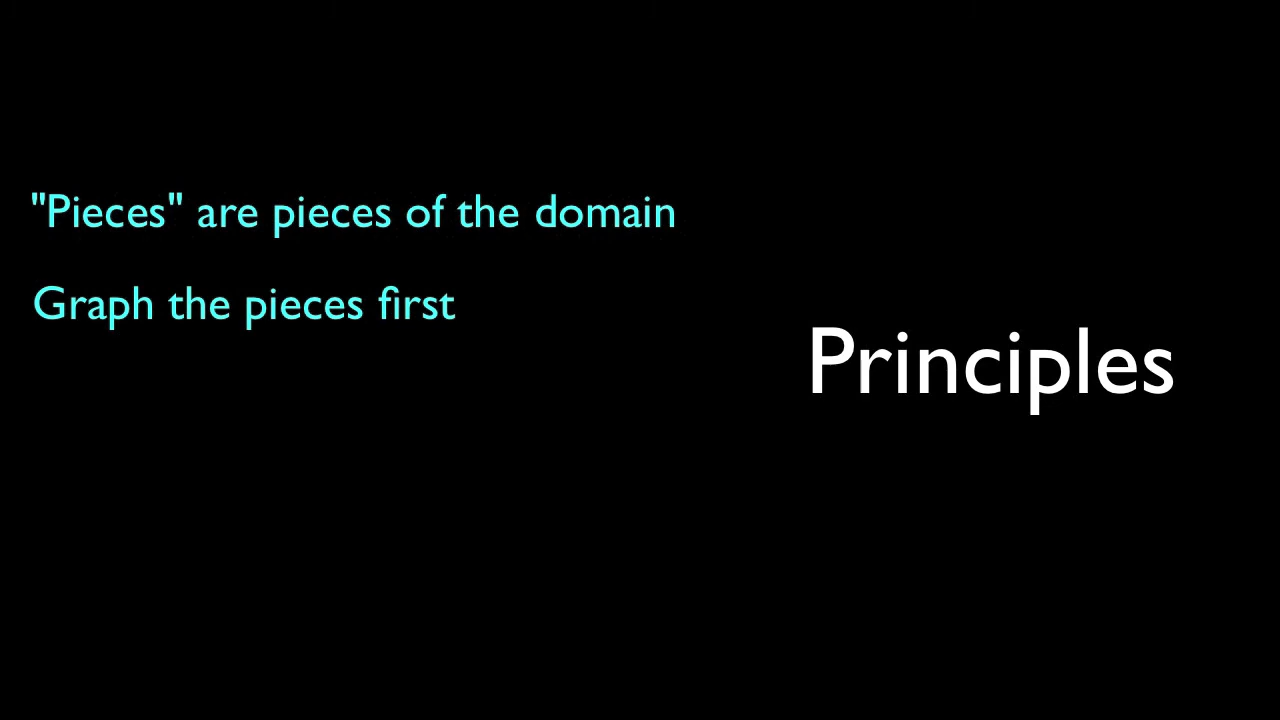 "Pieces" are pieces of the domain
Graph the pieces first
Principles